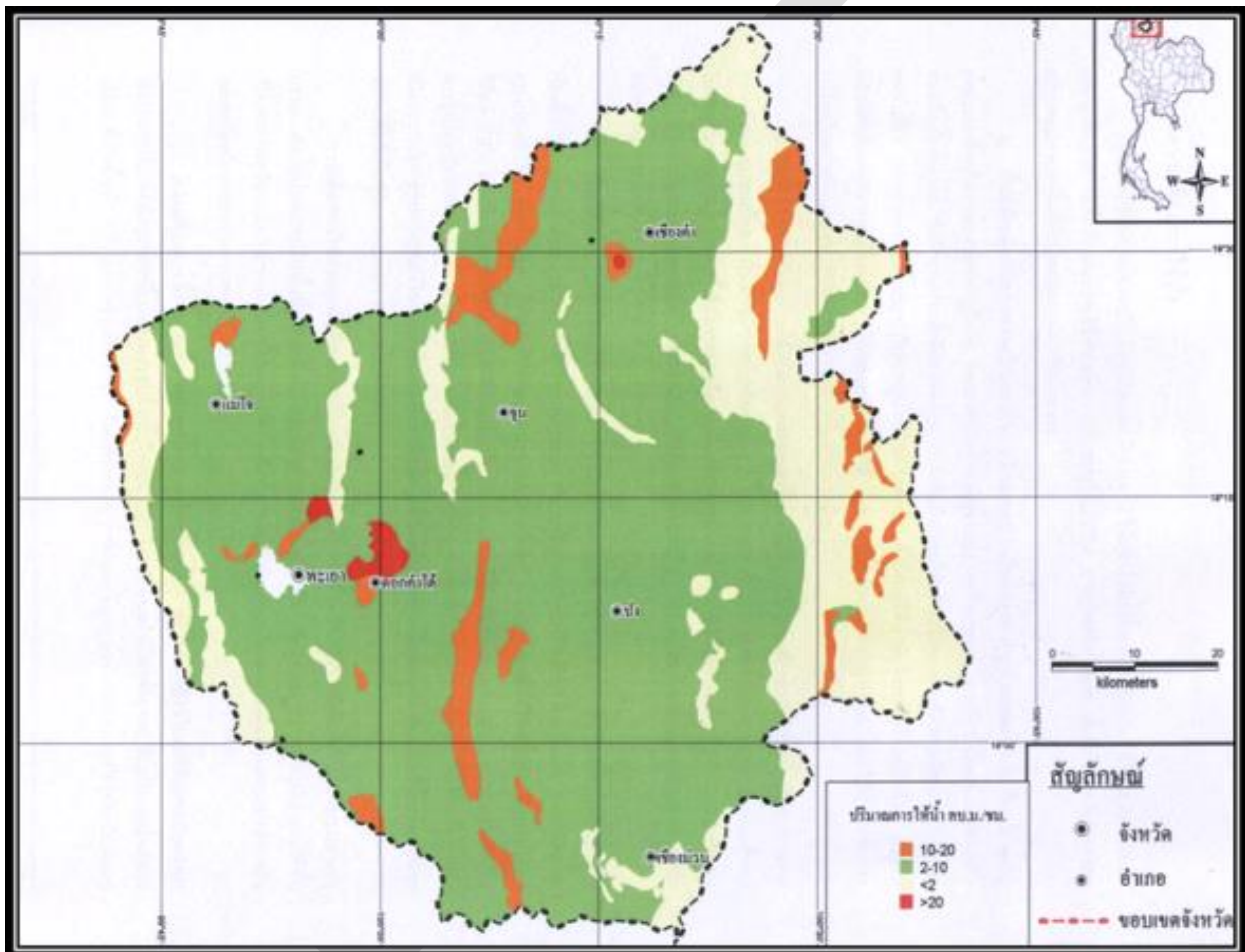 N
W E
S
เชียงคำ
แม่ใจ
จุน
พะเยา
ดอกคำใต้
ปง
เชียงม่วน
0 10 20
kilometers
ปริมาณการให้น้ำ ลบ.ม./ชม.
10-20
2-10
<2
>20
สัญลักษณ์
จังหวัด
อำเภอ
ขอบเขตจังหวัด